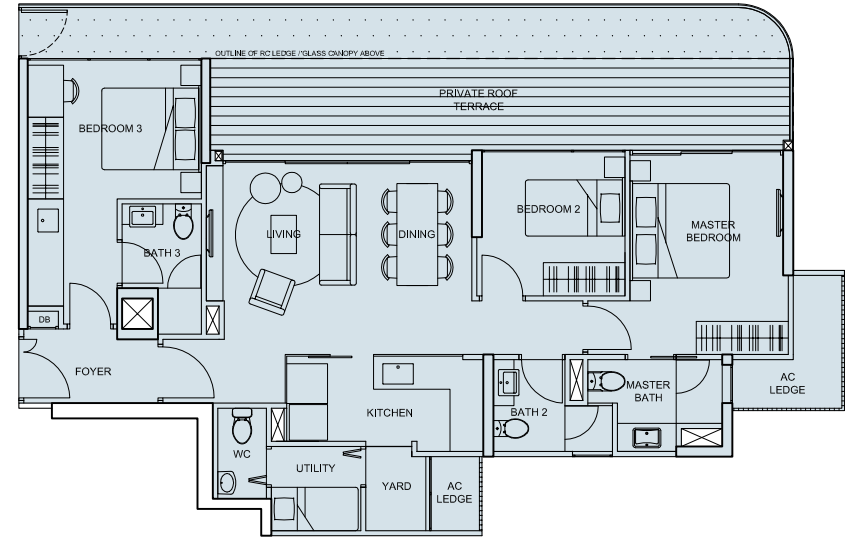 OUTLINE OF RC LEDGE /'GLASS CANOPY ABOVE
PRIVATE ROOF
TERRACE
BEDROOM 3
BEDROOM 2
MASTER
BEDROOM
LIVING
DINING
BATH 3
DB
FOYER
AC
LEDGE
MASTER
BATH
KITCHEN
BATH 2
WC
UTILITY
YARD
AC
LEDGE